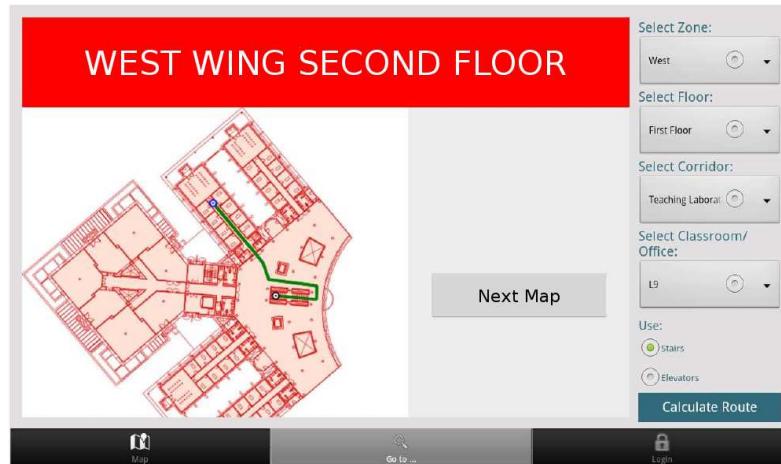 WEST WING SECOND FLOOR
Next Map
Select Zone:
West
Select Floor:
First Floor
Select Corridor:
Teaching Laborat
Select Classroom/
Office:
L9
Use:
Stairs
Elevators
Calculate Route
Map
Go to ...
Login